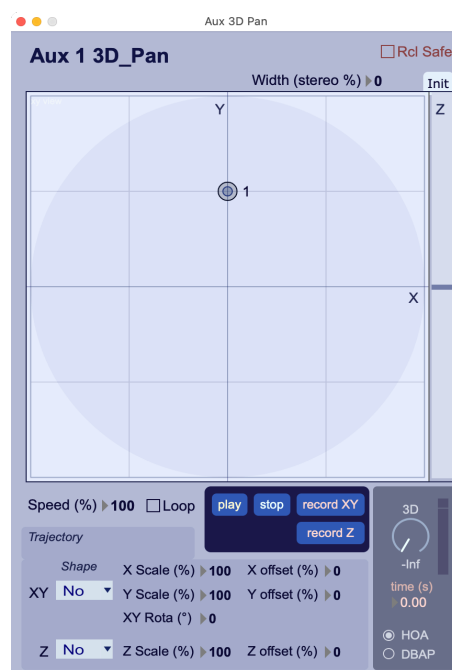 Aux 3D Pan
Aux 1 3D_Pan
Rcl Safe
Width (stereo %) 0
Init
Y
Z
1
X
Speed (%) 100 Loop
play stop record XY
record Z
Trajectory
3D
-Inf
time (s)
0.00
HOA
DBAP
Shape
XY No
X Scale (%) 100 X offset (%) 0
Y Scale (%) 100 Y offset (%) 0
XY Rota (°) 0
Z No Z Scale (%) 100 Z offset (%) 0